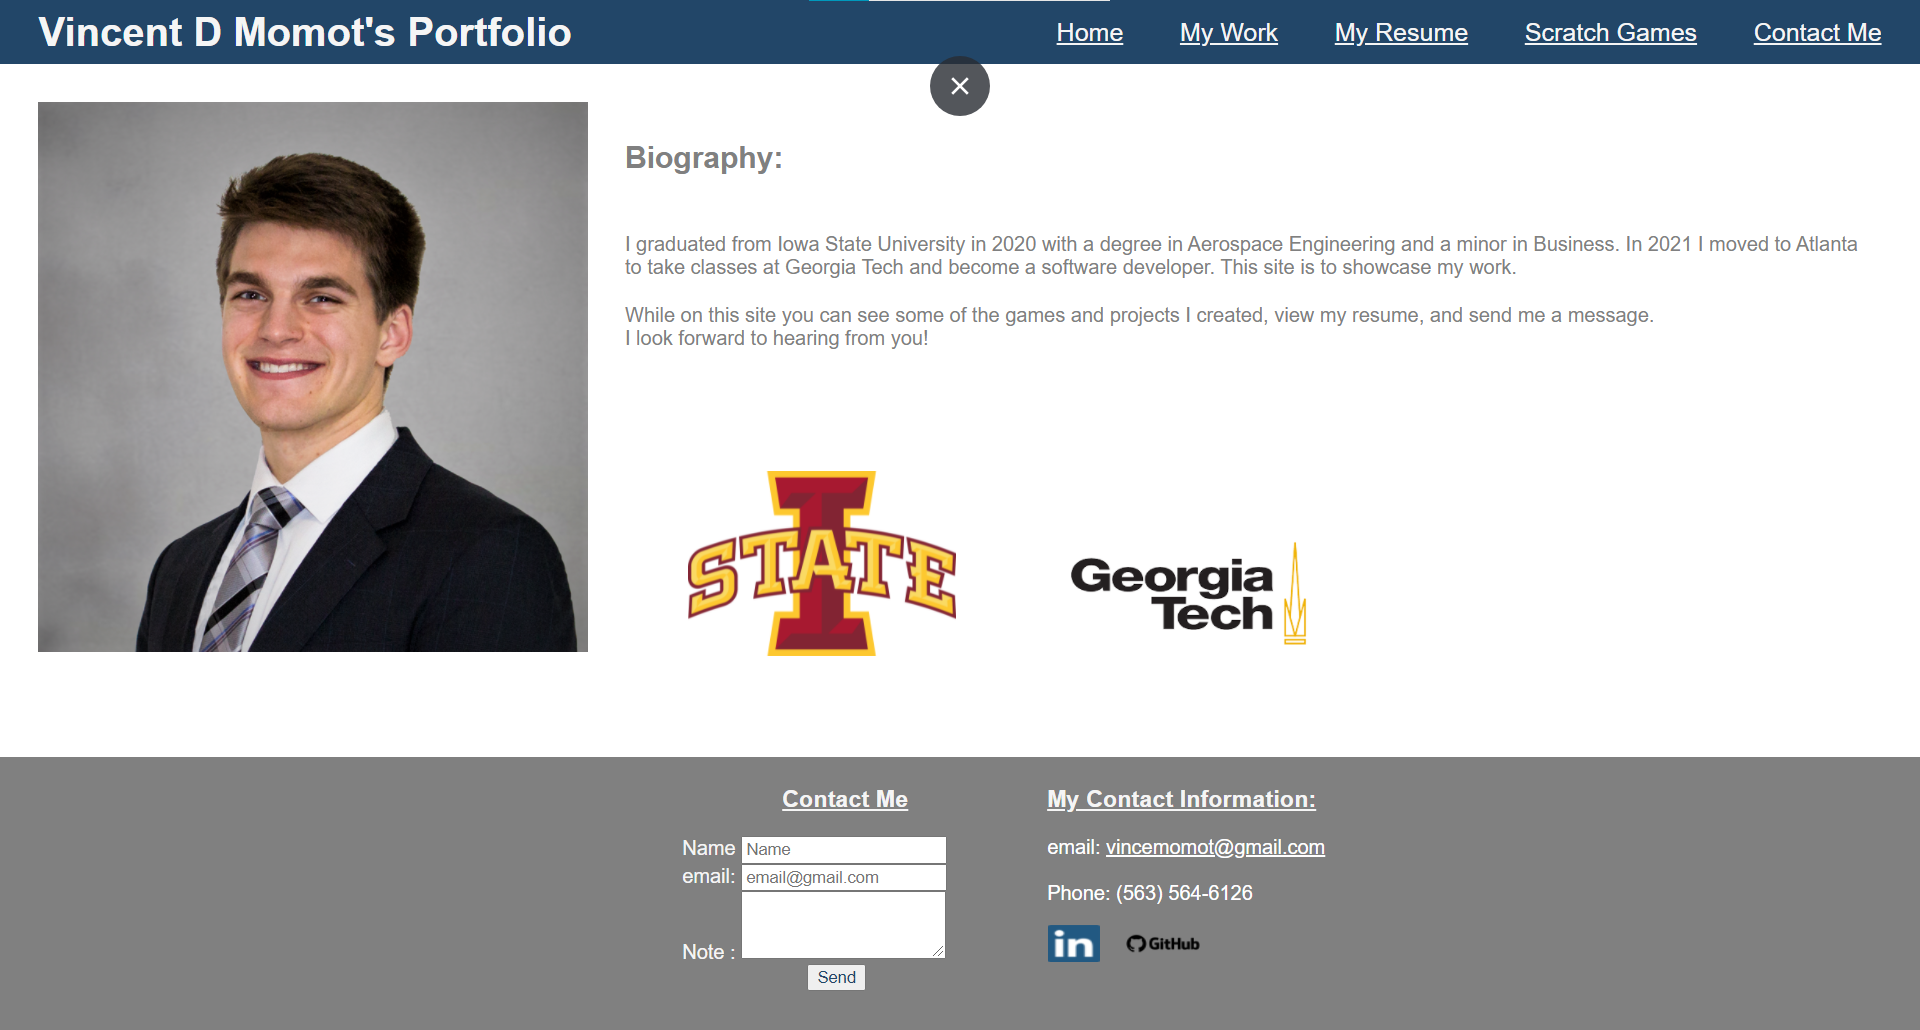 Vincent D Momot's Portfolio
Home My Work My Resume Scratch Games Contact Me
Biography:
I graduated from Iowa State University in 2020 with a degree in Aerospace Engineering and a minor in Business. In 2021 I moved to Atlanta
to take classes at Georgia Tech and become a software developer. This site is to showcase my work.
While on this site you can see some of the games and projects I created, view my resume, and send me a message.
I look forward to hearing from you!
I
STATE
Georgia
Tech
Contact Me
Name Name
email: email@gmail.com
Note :
Send
My Contact Information:
email: vincemomot@gmail.com
Phone: (563) 564-6126
in GitHub